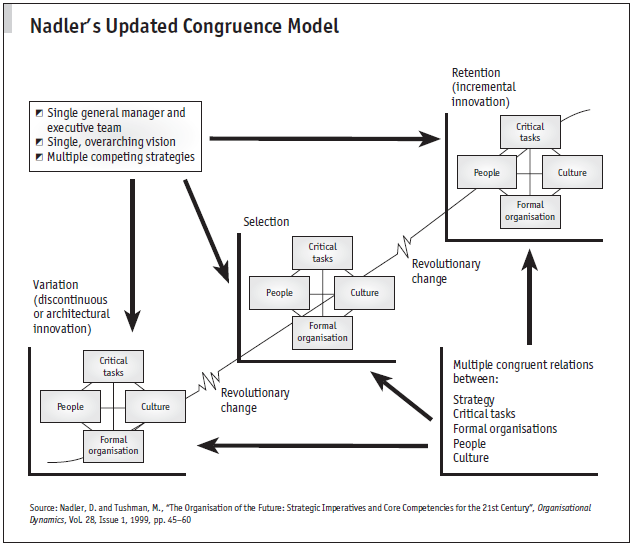 Nadler's Updated Congruence Model
Retention
(incremental
innovation)
Single general manager and
executive team
Single, overarching vision
Multiple competing strategies
Critical
tasks
People
Culture
Formal
organisation
Selection
Critical
tasks
People
Culture
Formal
organisation
Revolutionary
change
Variation
(discontinuous
or architectural
innovation)
Critical
tasks
People
Culture
Formal
organisation
Revolutionary
change
Multiple congruent relations
between:
Strategy
Critical tasks
Formal organisations
People
Culture
Source: Nadler, D. and Tushman, M., "The Organisation of the Future: Strategic Imperatives and Core Competencies for the 21st Century", Organisational
Dynamics, Vol. 28, Issue 1, 1999, pp. 45–60